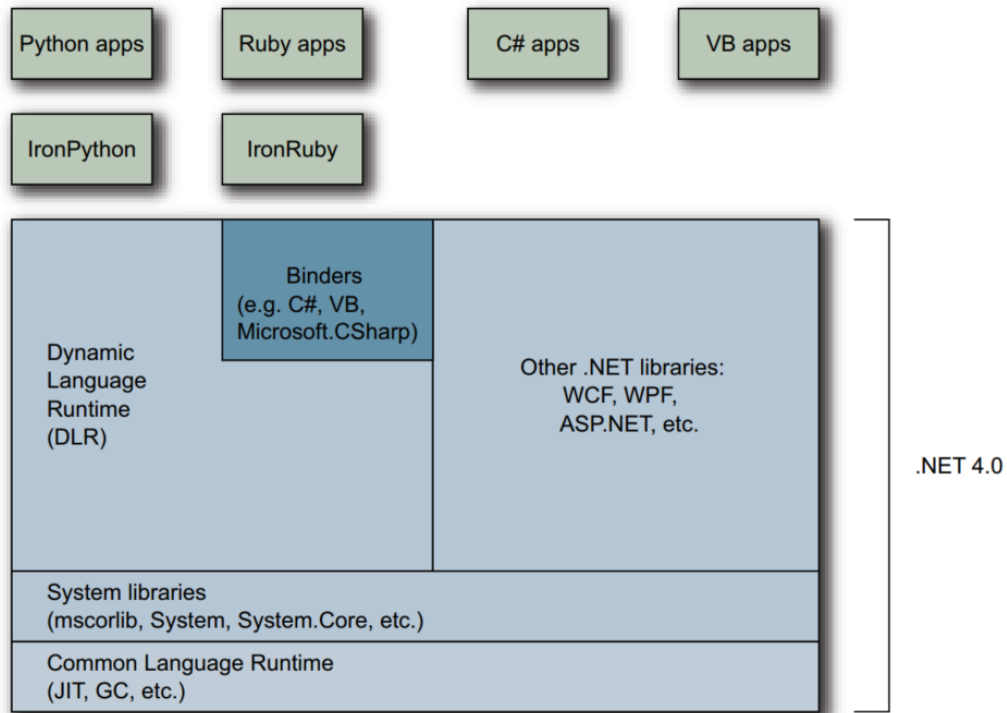 Python apps
Ruby apps
C# apps
VB apps
IronPython
IronRuby
Binders
(e.g. C#, VB,
Microsoft.CSharp)
Dynamic
Language
Runtime
(DLR)
Other .NET libraries:
WCF, WPF,
ASP.NET, etc.
.NET 4.0
System libraries
(mscorlib, System, System.Core, etc.)
Common Language Runtime
(JIT, GC, etc.)